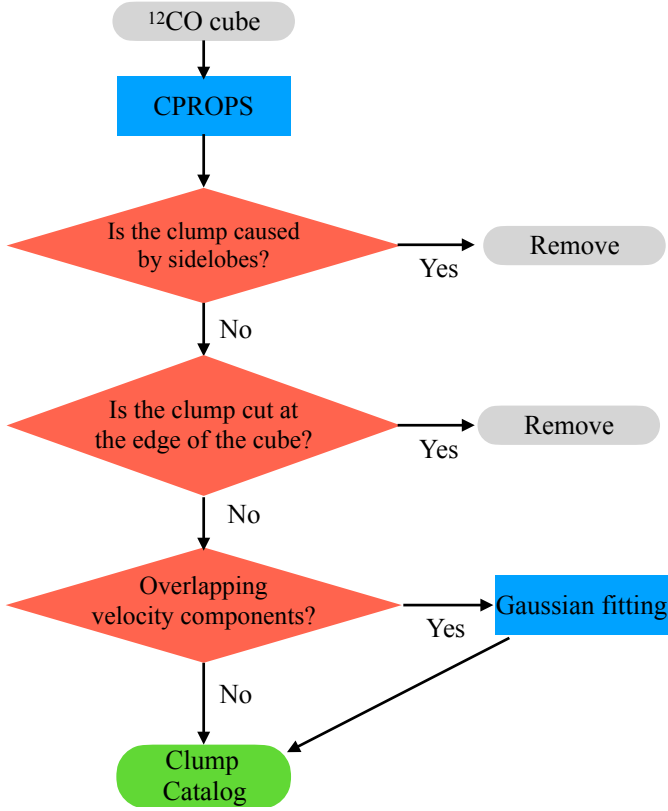 ¹²CO cube
CPROPS
Is the clump caused
by sidelobes?
Yes
Remove
No
Is the clump cut at
the edge of the cube?
Yes
Remove
No
Overlapping
velocity components?
Yes
Gaussian fitting
No
Clump
Catalog